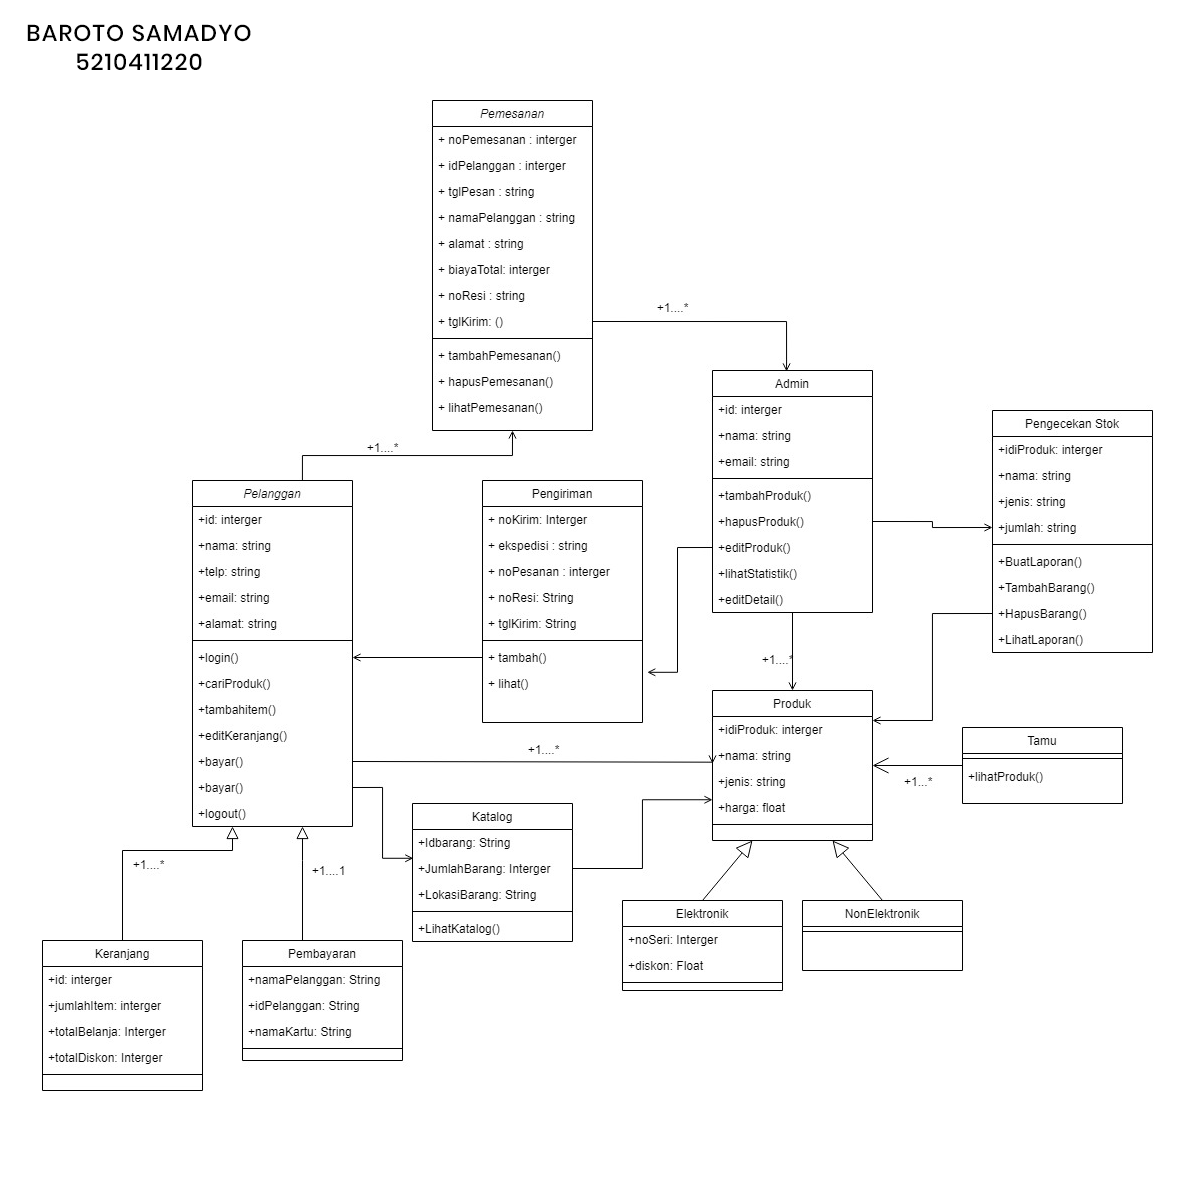 BAROTO SAMADYO
5210411220
Pemesanan
+ noPemesanan : interger
+ idPelanggan : interger
+ tglPesan : string
+ namaPelanggan : string
+ alamat : string
+ biayaTotal: interger
+ noResi : string
+ tglKirim: ()
+ tambahPemesanan()
+ hapusPemesanan()
+ lihatPemesanan()
+1....*
Admin
+id: interger
+nama: string
+email: string
+tambahProduk()
+hapusProduk()
+editProduk()
+lihatStatistik()
+editDetail()
Pengecekan Stok
+idiProduk: interger
+nama: string
+jenis: string
+jumlah: string
+BuatLaporan()
+TambahBarang()
+HapusBarang()
+LihatLaporan()
+1....*
Pelanggan
+id: interger
+nama: string
+telp: string
+email: string
+alamat: string
+login()
+cariProduk()
+tambahitem()
+editKeranjang()
+bayar()
+bayar()
+logout()
Pengiriman
+ noKirim: Interger
+ ekspedisi : string
+ noPesanan : interger
+ noResi: String
+ tglKirim: String
+ tambah()
+ lihat()
+1....*
Produk
+idiProduk: interger
+nama: string
+jenis: string
+harga: float
Tamu
+lihatProduk()
+1...*
+1....*
Katalog
+Idbarang: String
+JumlahBarang: Interger
+LokasiBarang: String
+LihatKatalog()
+1....*
+1....1
Elektronik
+noSeri: Interger
+diskon: Float
NonElektronik
Keranjang
+id: interger
+jumlahItem: interger
+totalBelanja: Interger
+totalDiskon: Interger
Pembayaran
+namaPelanggan: String
+idPelanggan: String
+namaKartu: String